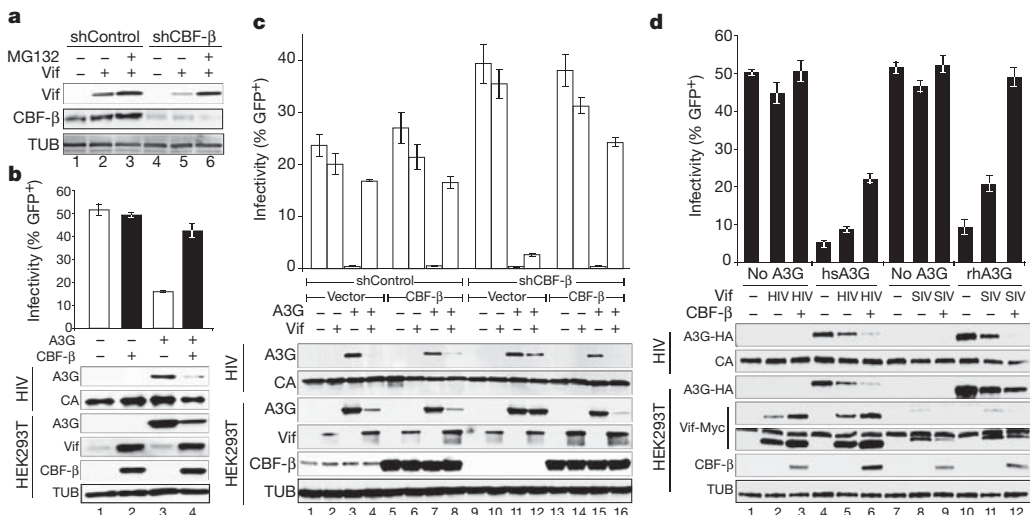 a
shControl shCBF-β
MG132 – – + – – +
Vif – + + – + +
Vif
CBF-β
TUB
1 2 3 4 5 6
b
Infectivity (% GFP+)
60
50
40
30
20
10
0
A3G – – + +
CBF-β – + – +
HIV
A3G
CA
HEK293T
A3G
Vif
CBF-β
TUB
1 2 3 4
c
Infectivity (% GFP+)
40
30
20
10
0
shControl shCBF-β
Vector CBF-β Vector CBF-β
A3G – – + + – – + + – – + + – – + +
Vif – + – + – + – + – + – + – + – +
HIV
A3G
CA
HEK293T
A3G
Vif
CBF-β
TUB
1 2 3 4 5 6 7 8 9 10 11 12 13 14 15 16
d
Infectivity (% GFP+)
60
50
40
30
20
10
0
No A3G hsA3G No A3G rhA3G
Vif – HIV HIV – HIV HIV – SIV SIV – SIV SIV
CBF-β – – + – – + – – + – – +
HIV
A3G-HA
CA
HEK293T
A3G-HA
Vif-Myc
CBF-β
TUB
1 2 3 4 5 6 7 8 9 10 11 12